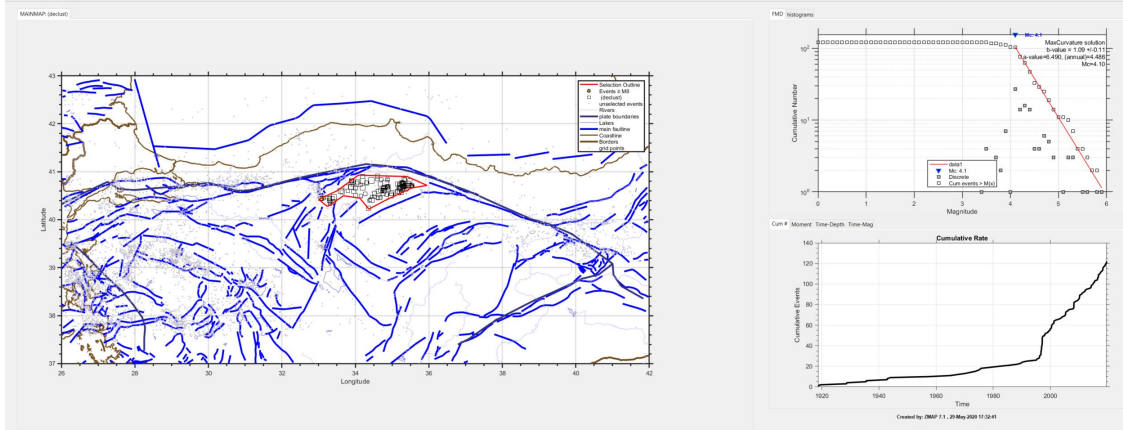 MAINMAP: (declust)
43
42
41
40
39
38
37
26
28
30
32
34
36
38
40
42
Latitude
Longitude
Selection Outline
Events ≥ M8
(declust)
unselected events
Rivers
plate boundaries
Lakes
main faultline
Coastline
Borders
grid points
FMD histograms
Mc: 4.1
MaxCurvature solution
b-value = 1.09 +/-0.11
a-value=6.490, (annual)=4.486
Mc=4.10
10²
10¹
10⁰
Cumulative Number
data1
Mc: 4.1
Discrete
Cum events > M(x)
0
1
2
3
4
5
6
Magnitude
Cum # Moment Time-Depth Time-Mag
Cumulative Rate
140
120
100
80
60
40
20
0
Cumulative Events
1920
1940
1960
1980
2000
Time
Created by: ZMAP 7.1 , 29-May-2020 17:32:41